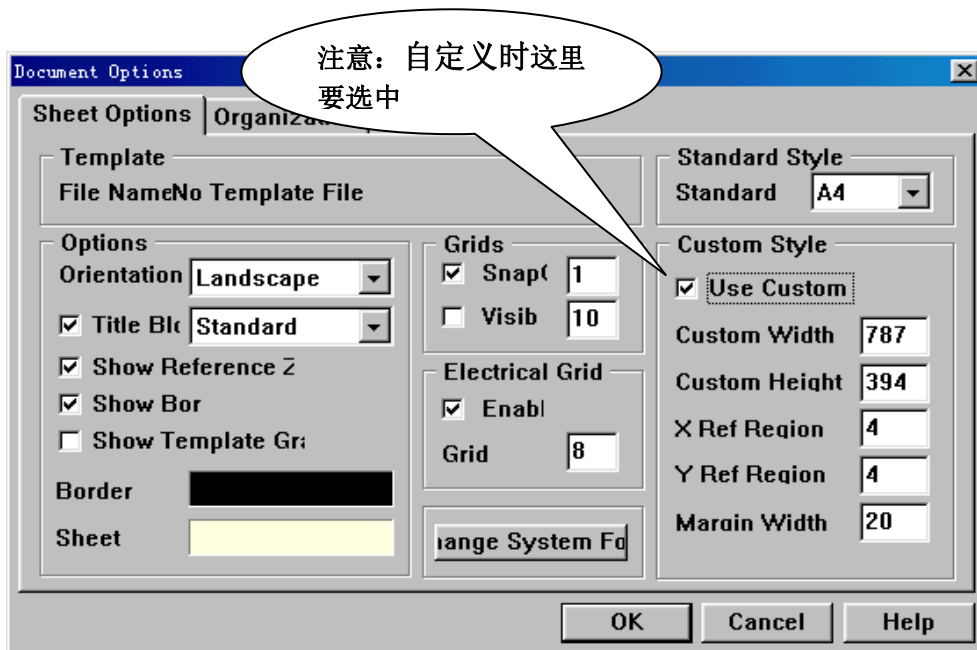 注意：自定义时这里
要选中
Document Options
Sheet Options
Organiza
Template
File NameNo Template File
Standard Style
Standard A4
Options
Orientation Landscape
Title Blo Standard
Show Reference Z
Show Bor
Show Template Gra
Border
Sheet
Grids
Snap( 1
Visib 10
Electrical Grid
Enabl
Grid 8
hange System Fo
Custom Style
Use Custom
Custom Width 787
Custom Height 394
X Ref Region 4
Y Ref Region 4
Margin Width 20
OK
Cancel
Help